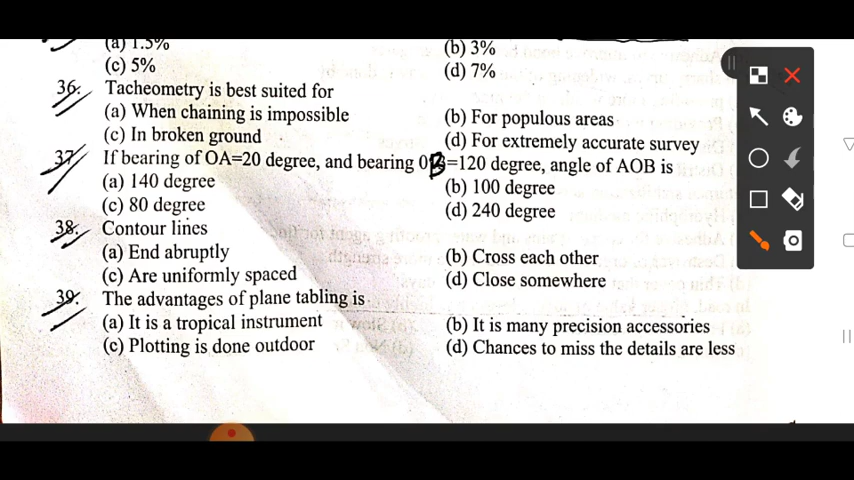 (a) 1.5%
(b) 3%
(c) 5%
(d) 7%
36. Tacheometry is best suited for
(a) When chaining is impossible
(b) For populous areas
(c) In broken ground
(d) For extremely accurate survey
37. If bearing of OA=20 degree, and bearing 0B=120 degree, angle of AOB is
(a) 140 degree
(b) 100 degree
(c) 80 degree
(d) 240 degree
38. Contour lines
(a) End abruptly
(b) Cross each other
(c) Are uniformly spaced
(d) Close somewhere
39. The advantages of plane tabling is
(a) It is a tropical instrument
(b) It is many precision accessories
(c) Plotting is done outdoor
(d) Chances to miss the details are less